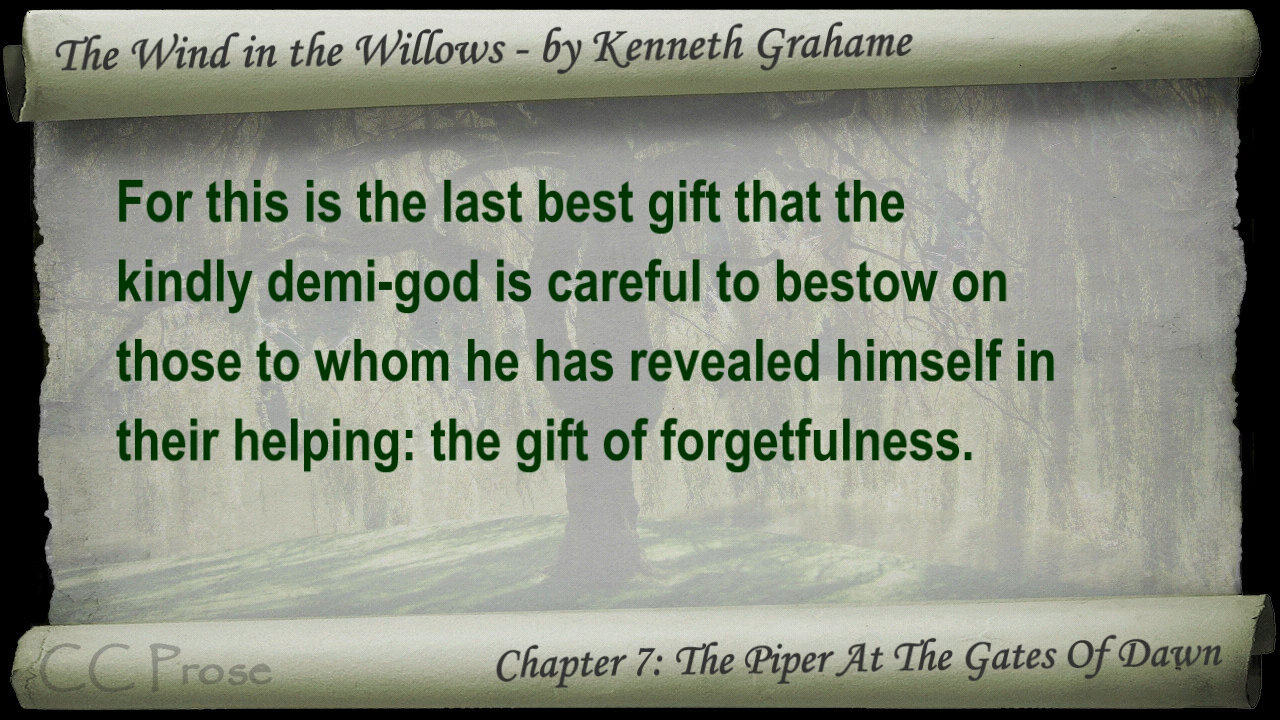 The Wind in the Willows - by Kenneth Grahame
For this is the last best gift that the
kindly demi-god is careful to bestow on
those to whom he has revealed himself in
their helping: the gift of forgetfulness.
CC Prose
Chapter 7: The Piper At The Gates Of Dawn